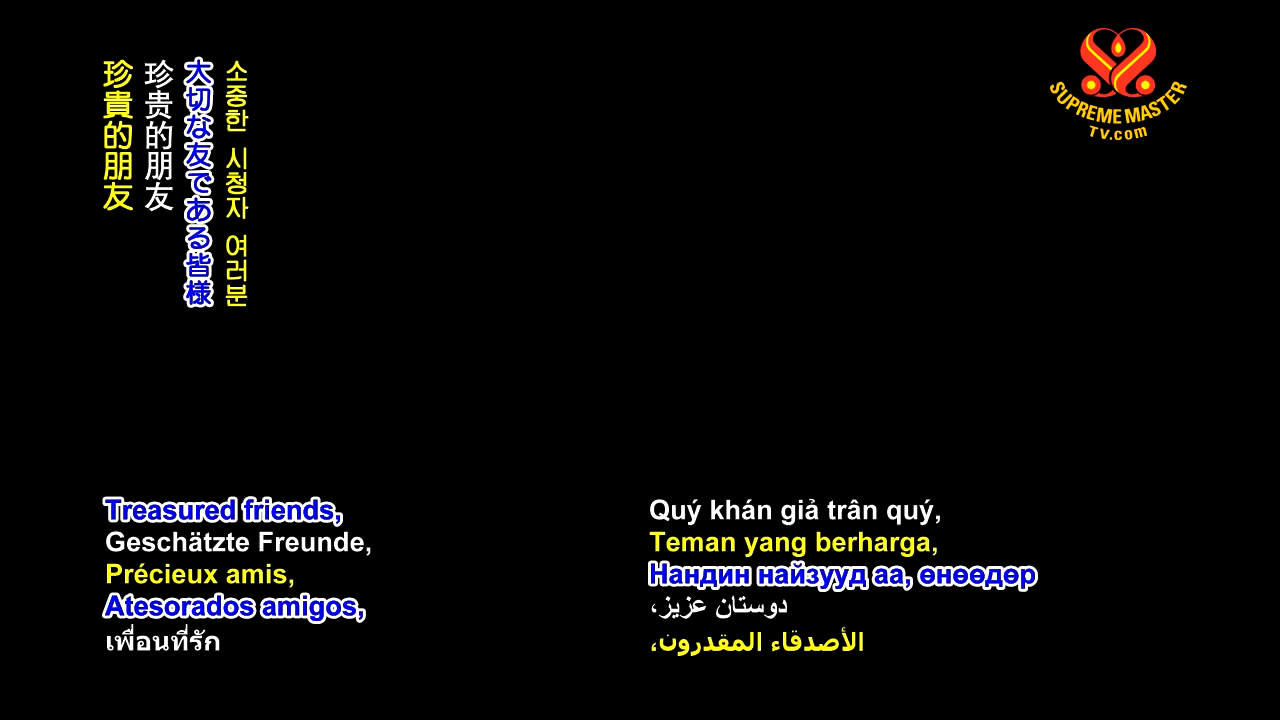 珍貴的朋友
珍贵的朋友
大切な友である皆様
소중한 시청자 여러분
SUPREME MASTER
TV.com
Treasured friends,
Geschätzte Freunde,
Précieux amis,
Atesorados amigos,
เพื่อนที่รัก
Quý khán giả trân quý,
Teman yang berharga,
Нандин найзууд аа, өнөөдөр
دوستان عزیز،
الأصدقاء المقدرون،